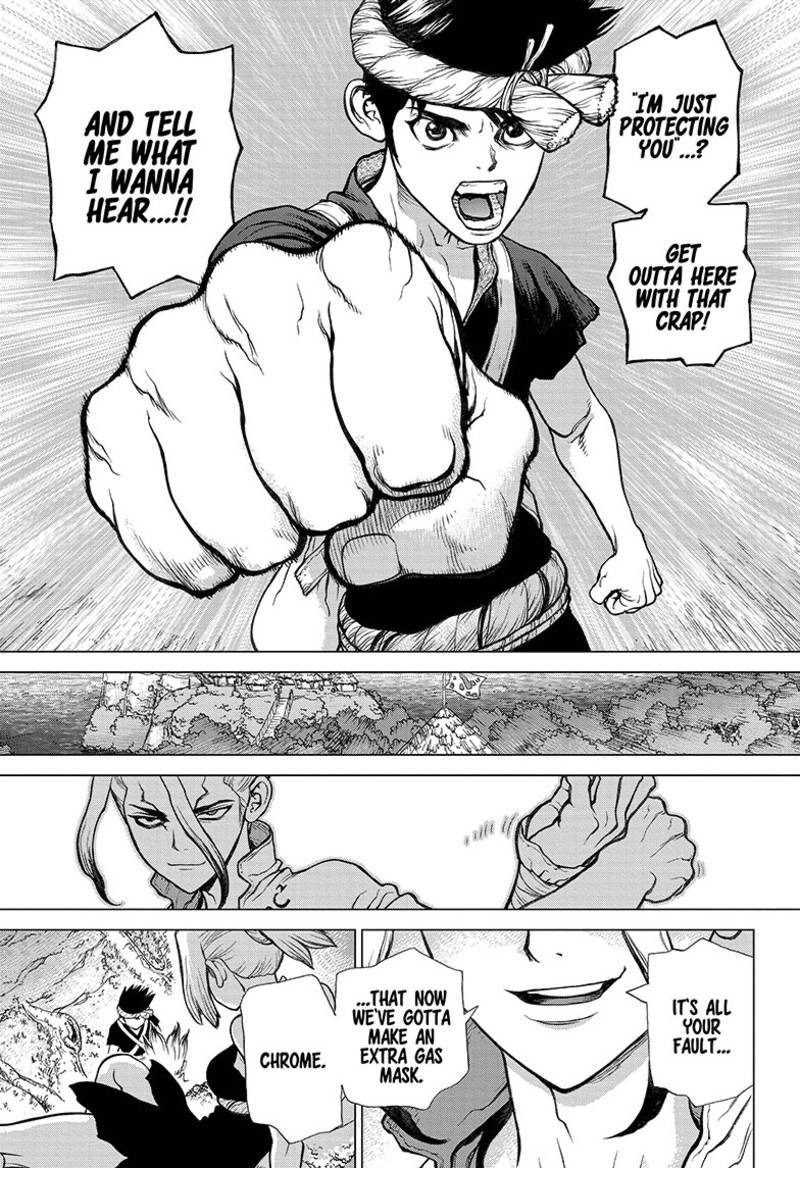 "I'M JUST
PROTECTING
YOU"...?
GET
OUTTA HERE
WITH THAT
CRAP!
AND TELL
ME WHAT
I WANNA
HEAR...!!
IT'S ALL
YOUR
FAULT...
...THAT NOW
WE'VE GOTTA
MAKE AN
EXTRA GAS
MASK.
CHROME.